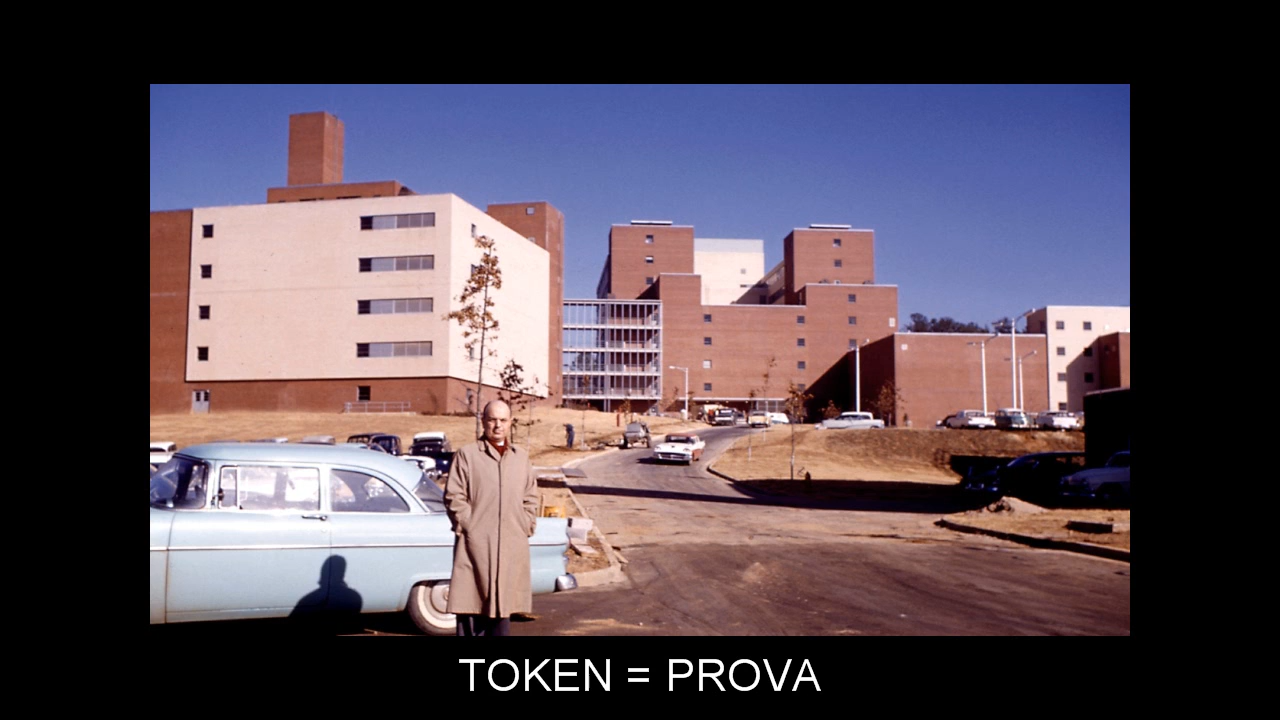 TOKEN = PROVA